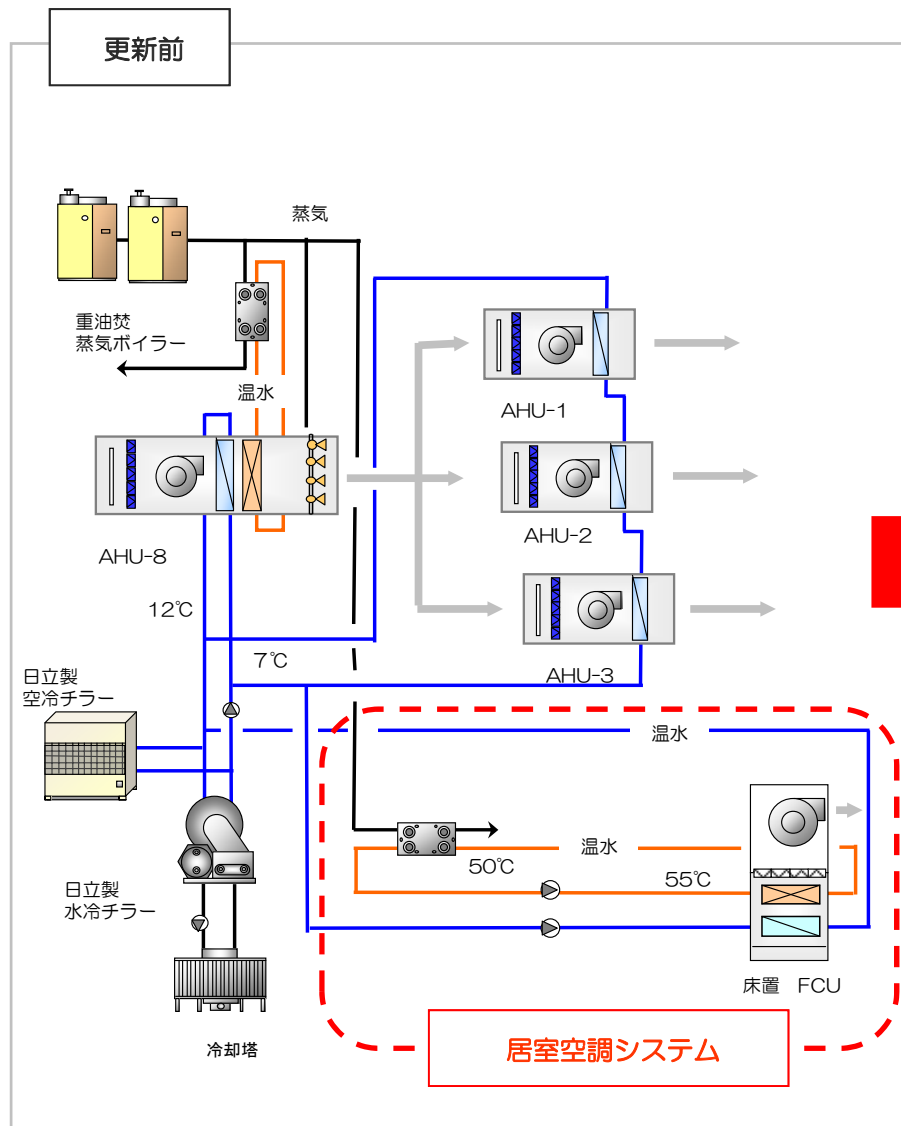 更新前
蒸気
重油焚
蒸気ボイラー
温水
AHU-1
AHU-2
AHU-8
12℃
7℃
AHU-3
日立製
空冷チラー
温水
温水
50℃
55℃
日立製
水冷チラー
床置 FCU
冷却塔
居室空調システム